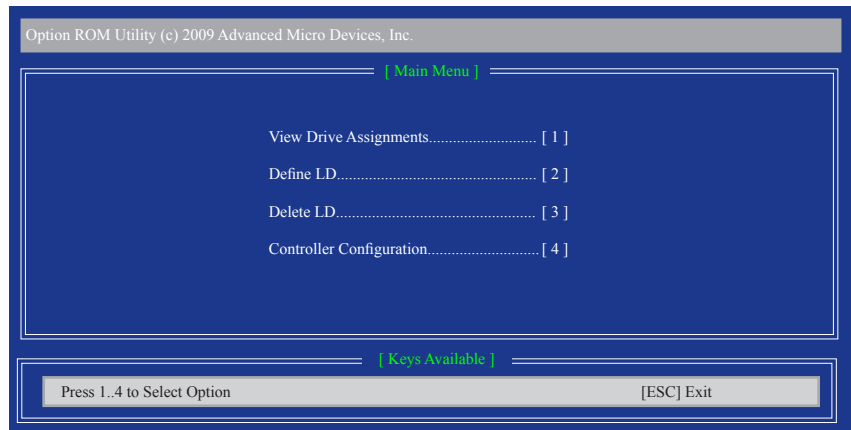 Option ROM Utility (c) 2009 Advanced Micro Devices, Inc.
[ Main Menu ]
View Drive Assignments........................... [ 1 ]
Define LD.................................................. [ 2 ]
Delete LD.................................................. [ 3 ]
Controller Configuration............................[ 4 ]
[ Keys Available ]
Press 1..4 to Select Option [ESC] Exit